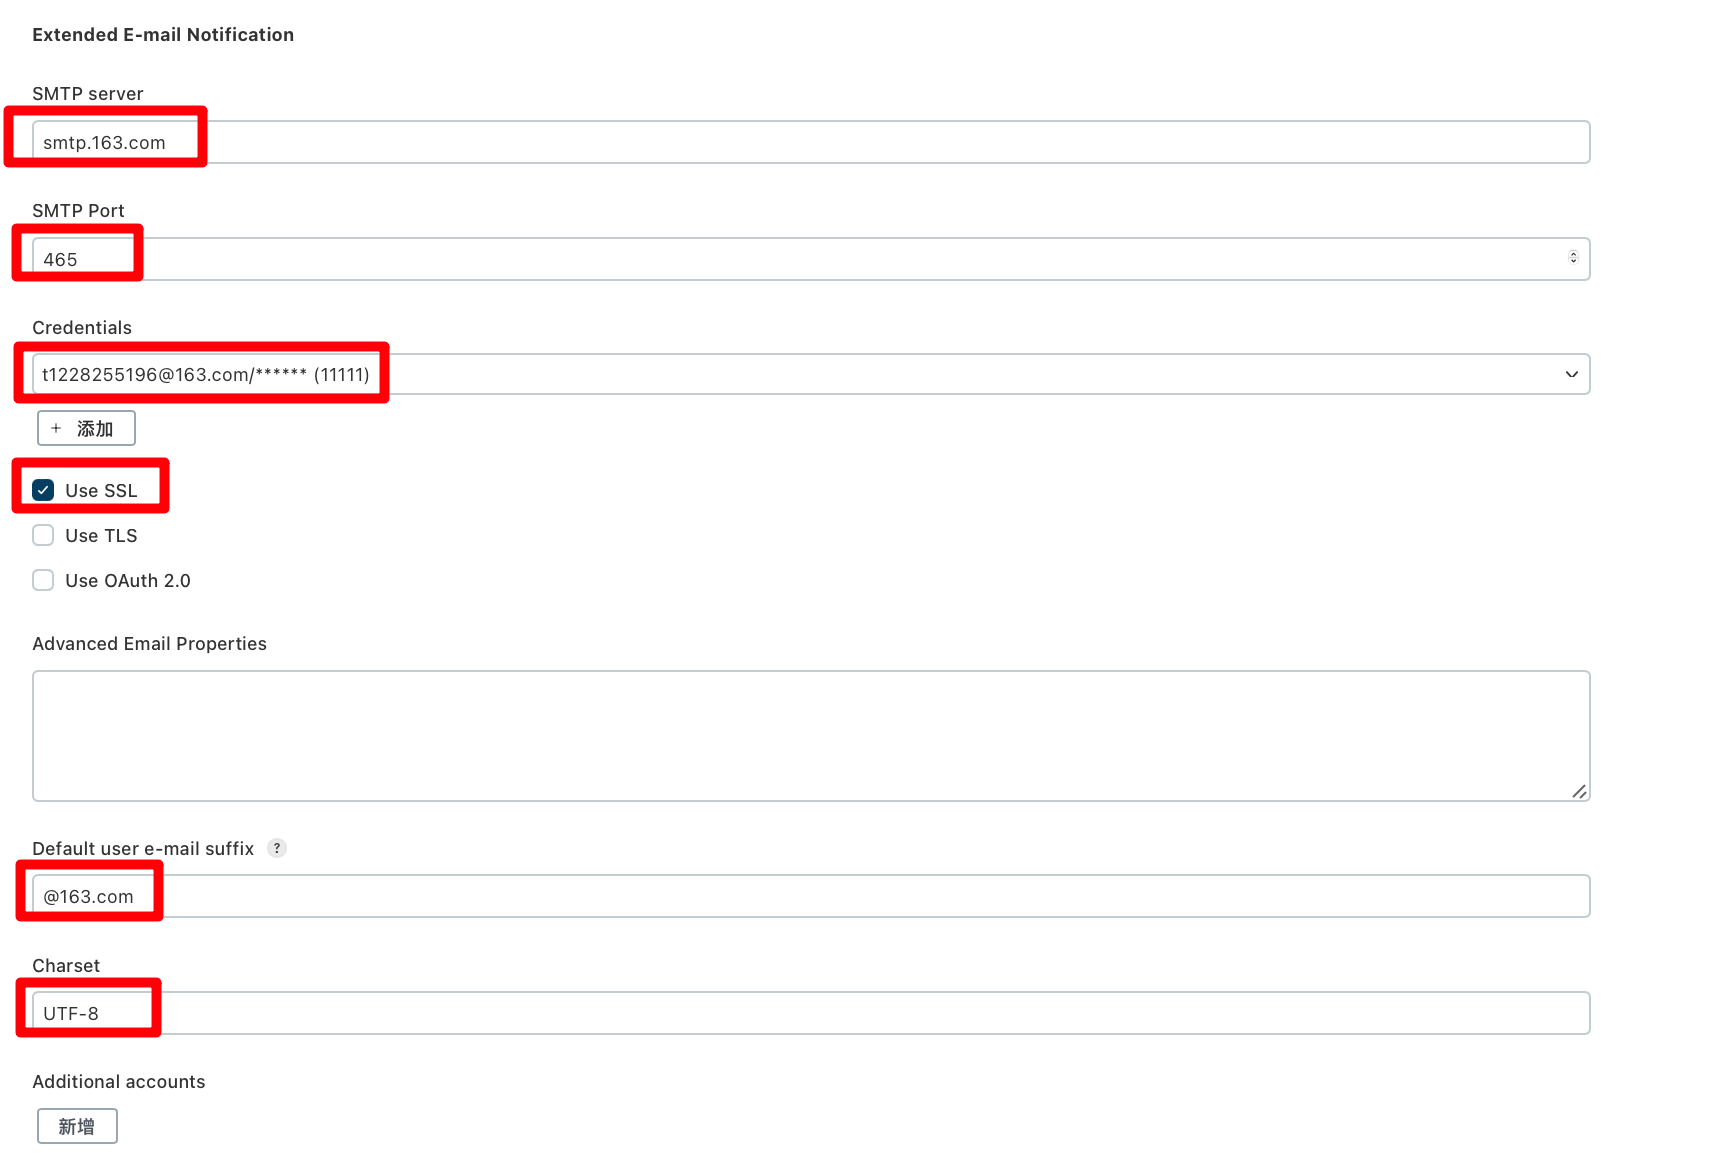 Extended E-mail Notification
SMTP server
smtp.163.com
SMTP Port
465
Credentials
t1228255196@163.com/****** (11111)
+ 添加
Use SSL
Use TLS
Use OAuth 2.0
Advanced Email Properties
Default user e-mail suffix ?
@163.com
Charset
UTF-8
Additional accounts
新增